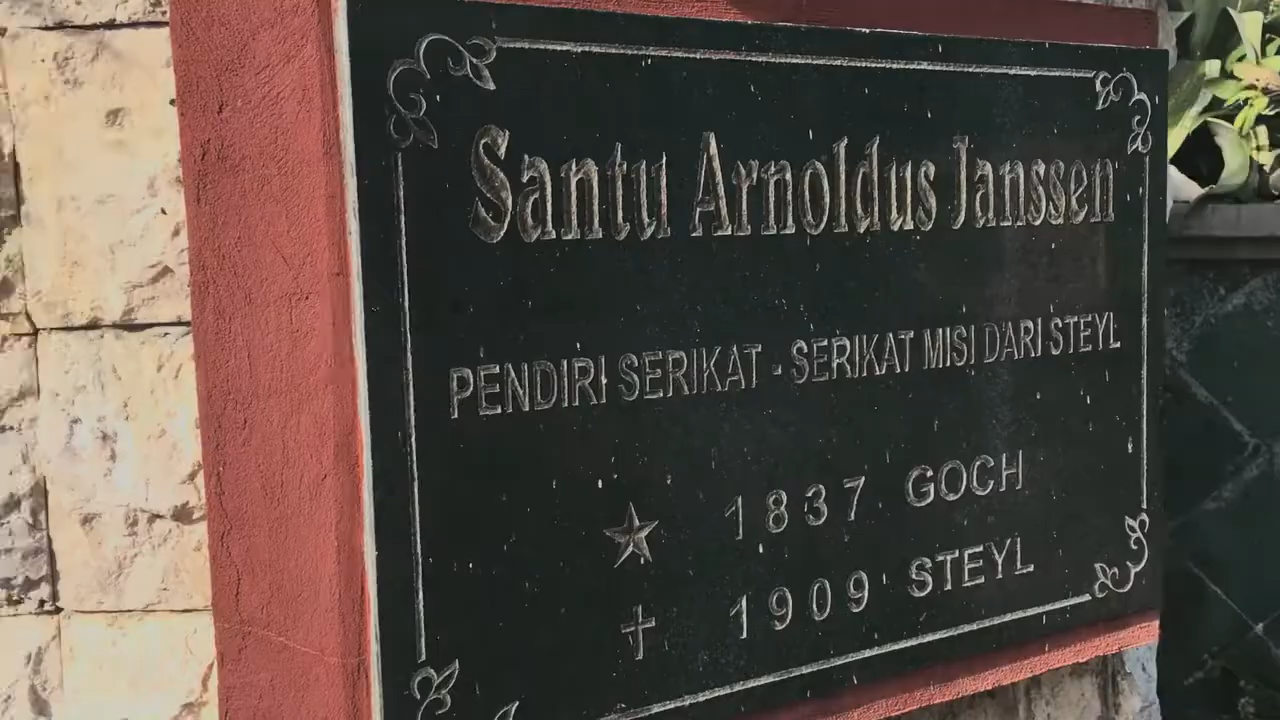 Santu Arnoldus Janssen
PENDIRI SERIKAT - SERIKAT MISI DARI STEYL
1837 GOCH
1909 STEYL